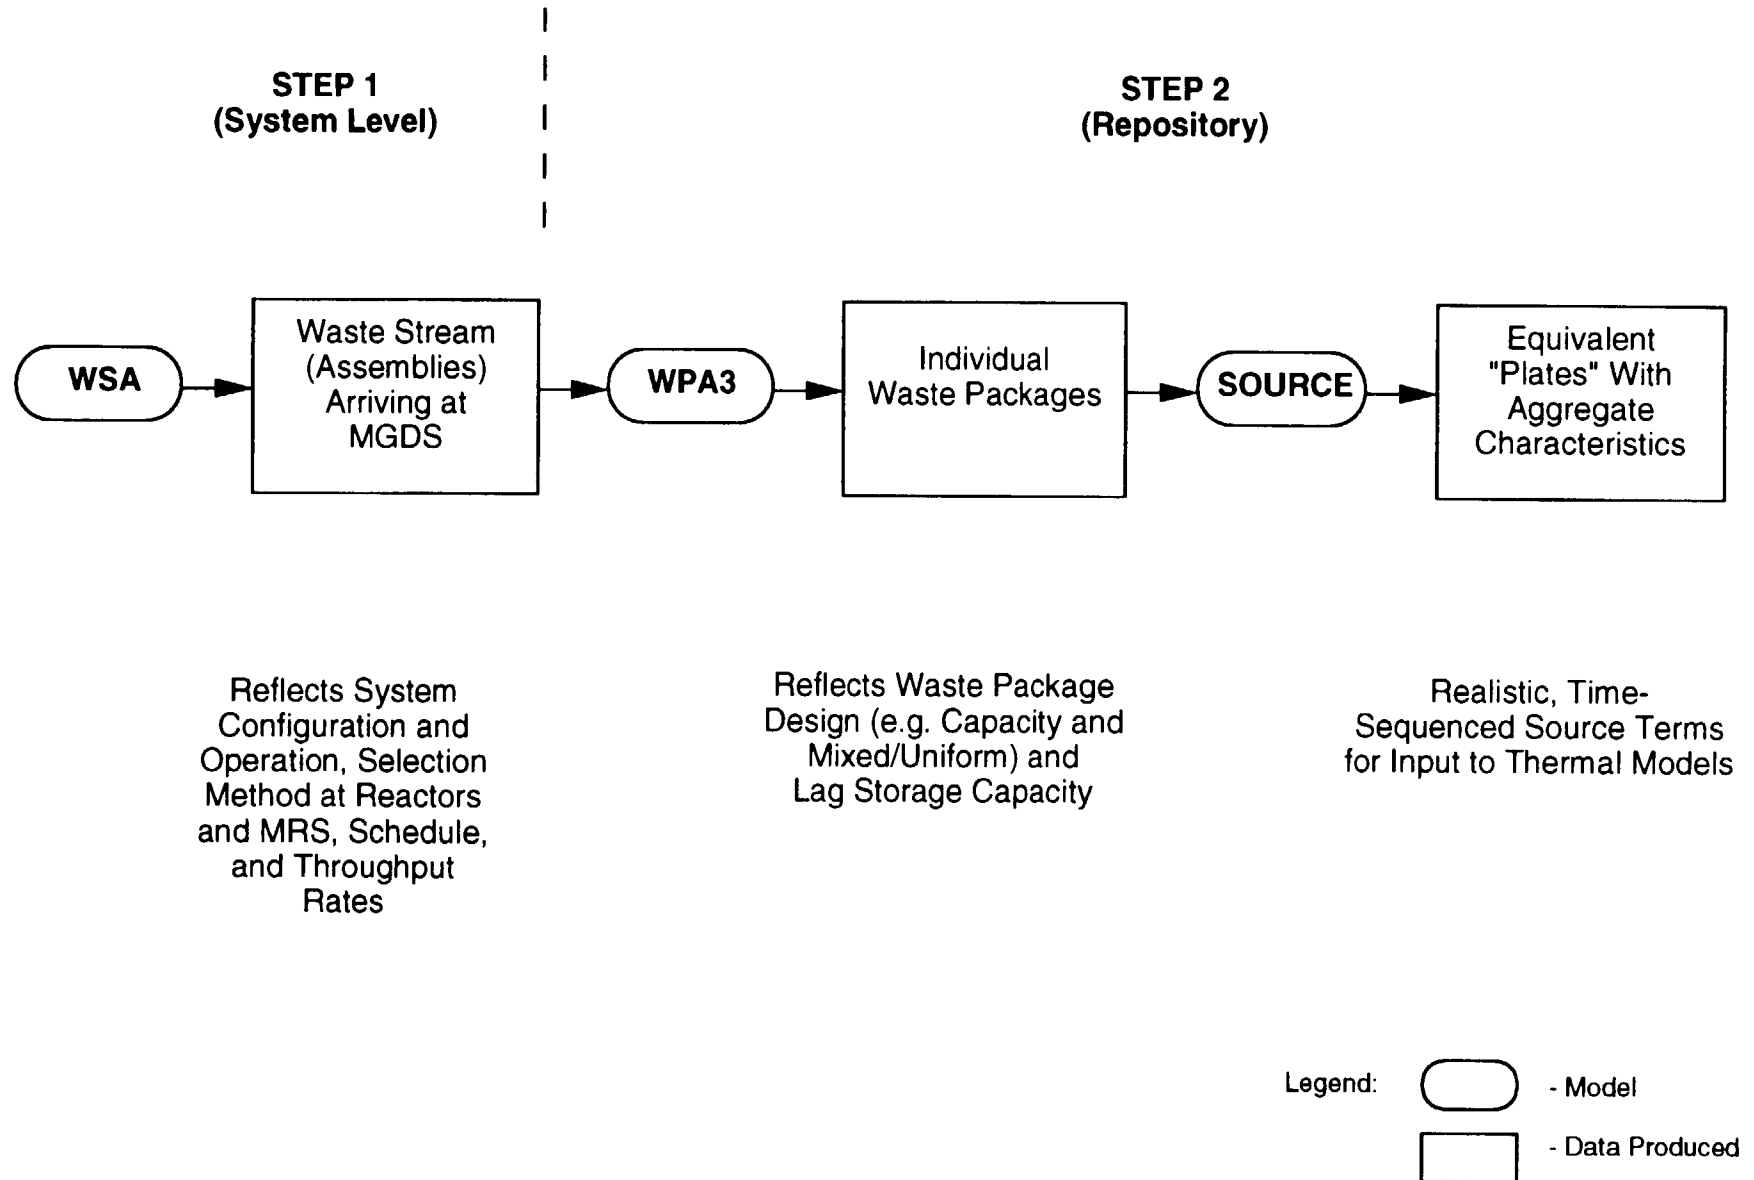 STEP 1
(System Level)
STEP 2
(Repository)
WSA
Waste Stream
(Assemblies)
Arriving at
MGDS
WPA3
Individual
Waste Packages
SOURCE
Equivalent
"Plates" With
Aggregate
Characteristics
Reflects System
Configuration and
Operation, Selection
Method at Reactors
and MRS, Schedule,
and Throughput
Rates
Reflects Waste Package
Design (e.g. Capacity and
Mixed/Uniform) and
Lag Storage Capacity
Realistic, Time-
Sequenced Source Terms
for Input to Thermal Models
Legend:
- Model
- Data Produced